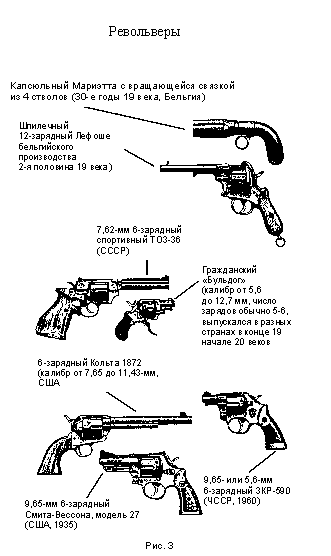 Револьверы
Капсюльный Мариэтта с вращающейся связкой
из 4 стволов (30-е годы 19 века, Бельгия)
Шпилечный
12-зарядный Лефоше
бельгийского
производства
2-я половина 19 века)
7,62-мм 6-зарядный
спортивный ТОЗ-36
(СССР)
Гражданский
«Бульдог»
(калибр от 5,6
до 12,7 мм, число
зарядов обычно 5-6,
выпускался в разных
странах в конце 19
начале 20 веков
6-зарядный Кольта 1872
(калибр от 7,65 до 11,43-мм,
США
9,65-мм 6-зарядный
Смита-Вессона, модель 27
(США, 1935)
9,65- или 5,6-мм
6-зарядный ЗКР-590
(ЧССР, 1960)
Рис. 3